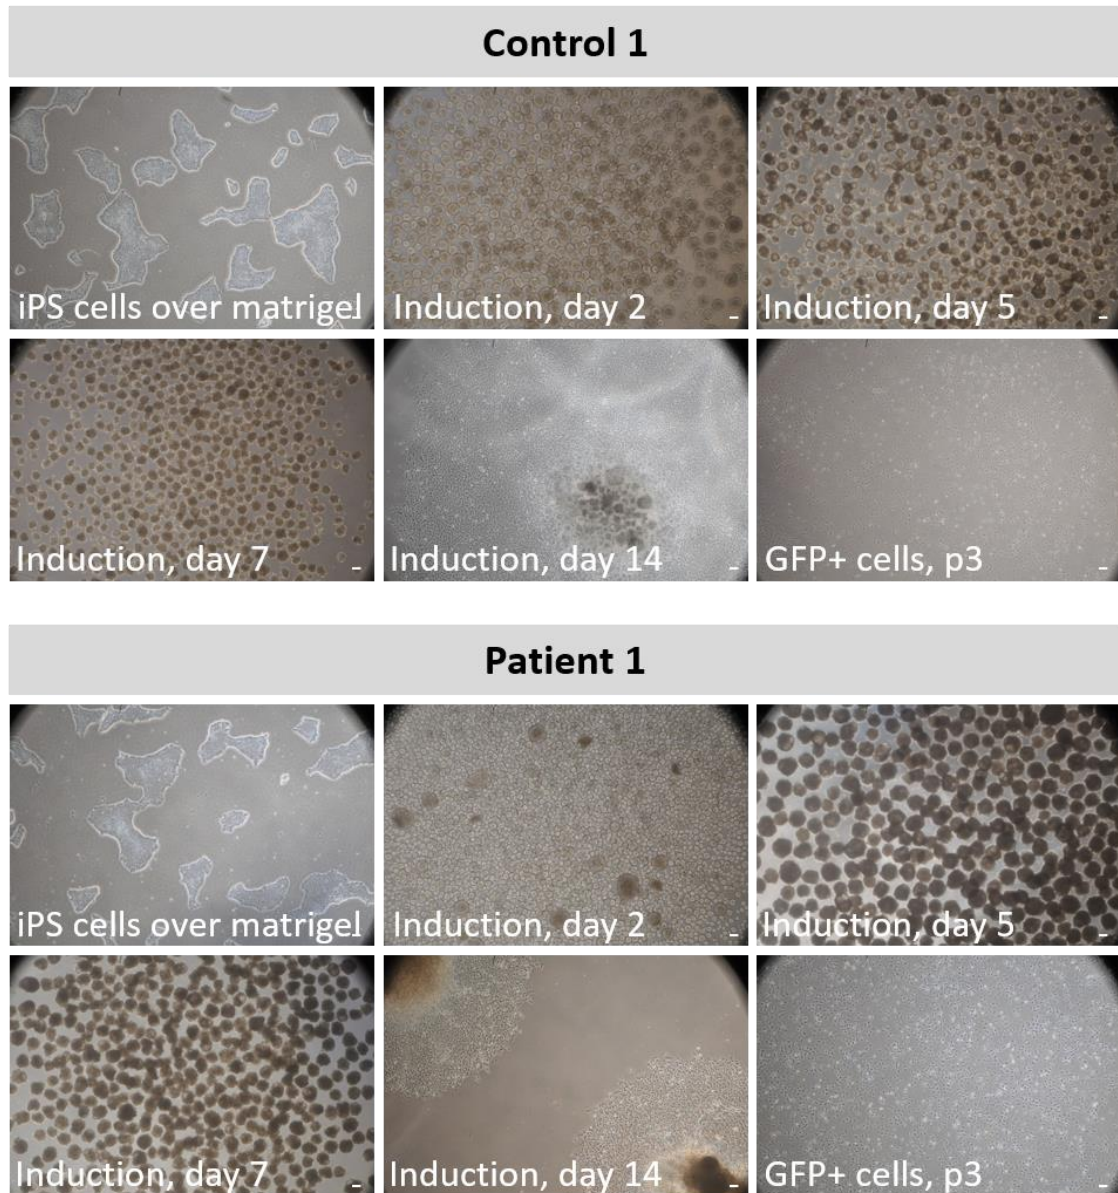 Control 1
iPS cells over matrigel
Induction, day 2
Induction, day 5
Induction, day 7
Induction, day 14
GFP+ cells, p3
Patient 1
iPS cells over matrigel
Induction, day 2
Induction, day 5
Induction, day 7
Induction, day 14
GFP+ cells, p3